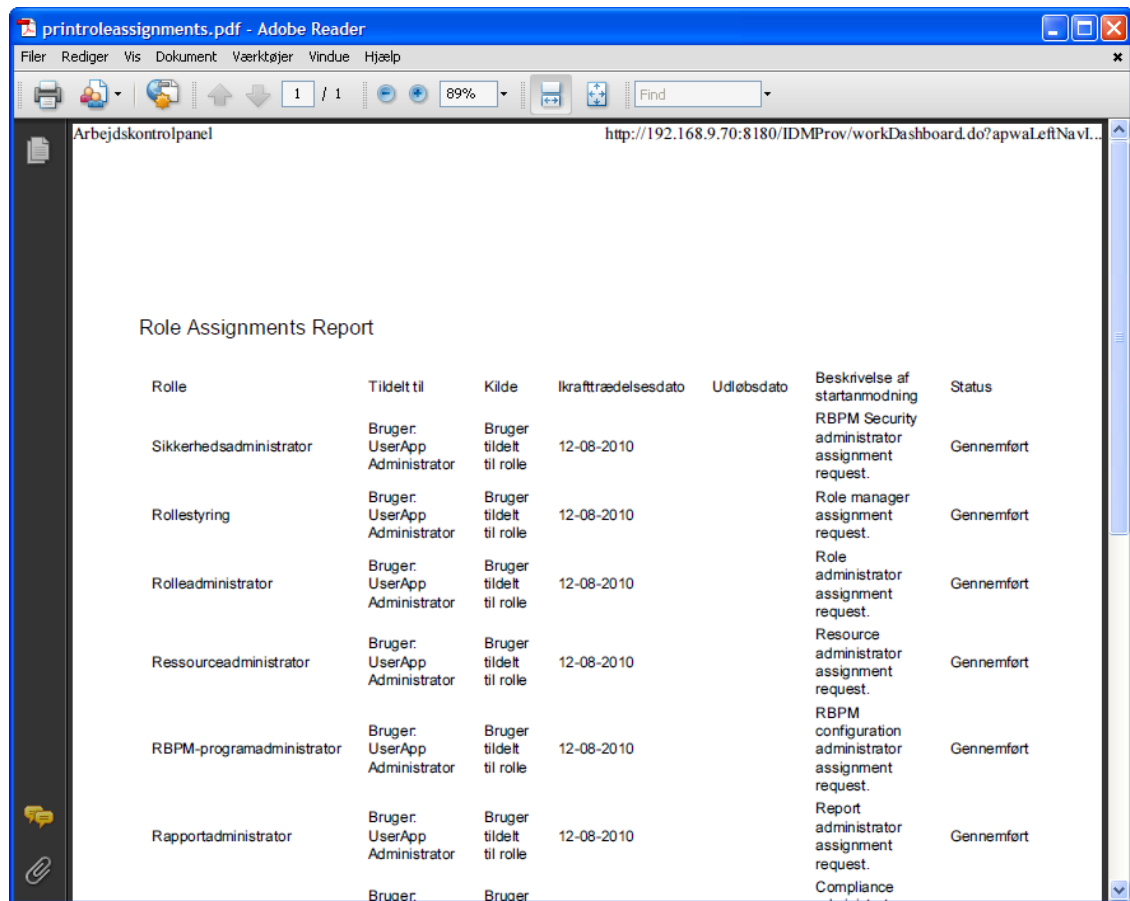 printroleassignments.pdf - Adobe Reader
Filer Rediger Vis Dokument Værktøjer Vindue Hjælp
1 / 1 89% Find
Arbejdskontrolpanel http://192.168.9.70:8180/IDMProv/workDashboard.do?apwaLeftNavI...
Role Assignments Report
Rolle Tildelt til Kilde Ikrafttrædelsesdato Udløbsdato Beskrivelse af startanmodning Status
Sikkerhedsadministrator Bruger: UserApp Administrator Bruger tildelt til rolle 12-08-2010 RBPM Security administrator assignment request. Gennemført
Rollestyring Bruger: UserApp Administrator Bruger tildelt til rolle 12-08-2010 Role manager assignment request. Gennemført
Rolleadministrator Bruger: UserApp Administrator Bruger tildelt til rolle 12-08-2010 Role administrator assignment request. Gennemført
Ressourceadministrator Bruger: UserApp Administrator Bruger tildelt til rolle 12-08-2010 Resource administrator assignment request. Gennemført
RBPM-programadministrator Bruger: UserApp Administrator Bruger tildelt til rolle 12-08-2010 RBPM configuration administrator assignment request. Gennemført
Rapportadministrator Bruger: UserApp Administrator Bruger tildelt til rolle 12-08-2010 Report administrator assignment request. Gennemført
Bruger: Bruger Compliance